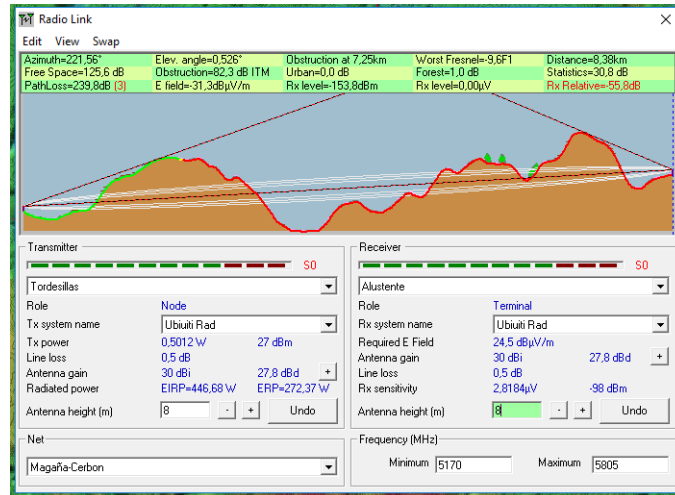 Radio Link
Edit View Swap
Azimuth=221,56° Elev. angle=0,526° Obstruction at 7,25km Worst Fresnel=-9,6F1 Distance=8,38km
Free Space=125,6 dB Obstruction=82,3 dB ITM Urban=0,0 dB Forest=1,0 dB Statistics=30,8 dB
PathLoss=239,8dB (3) E field=-31,3dBµV/m Rx level=-153,8dBm Rx level=0,00µV Rx Relative=-55,8dB
Transmitter Receiver
S0 S0
Tordesillas Alustente
Role Node Role Terminal
Tx system name Ubiuiti Rad Rx system name Ubiuiti Rad
Tx power 0,5012 W 27 dBm Required E Field 24,5 dBµV/m
Line loss 0,5 dB Antenna gain 30 dBi 27,8 dBd +
Antenna gain 30 dBi 27,8 dBd + Line loss 0,5 dB
Radiated power EIRP=446,68 W ERP=272,37 W Rx sensitivity 2,8184µV -98 dBm
Antenna height (m) 8 - + Undo Antenna height (m) 8 - + Undo
Net Frequency (MHz)
Magaña-Cerbon Minimum 5170 Maximum 5805